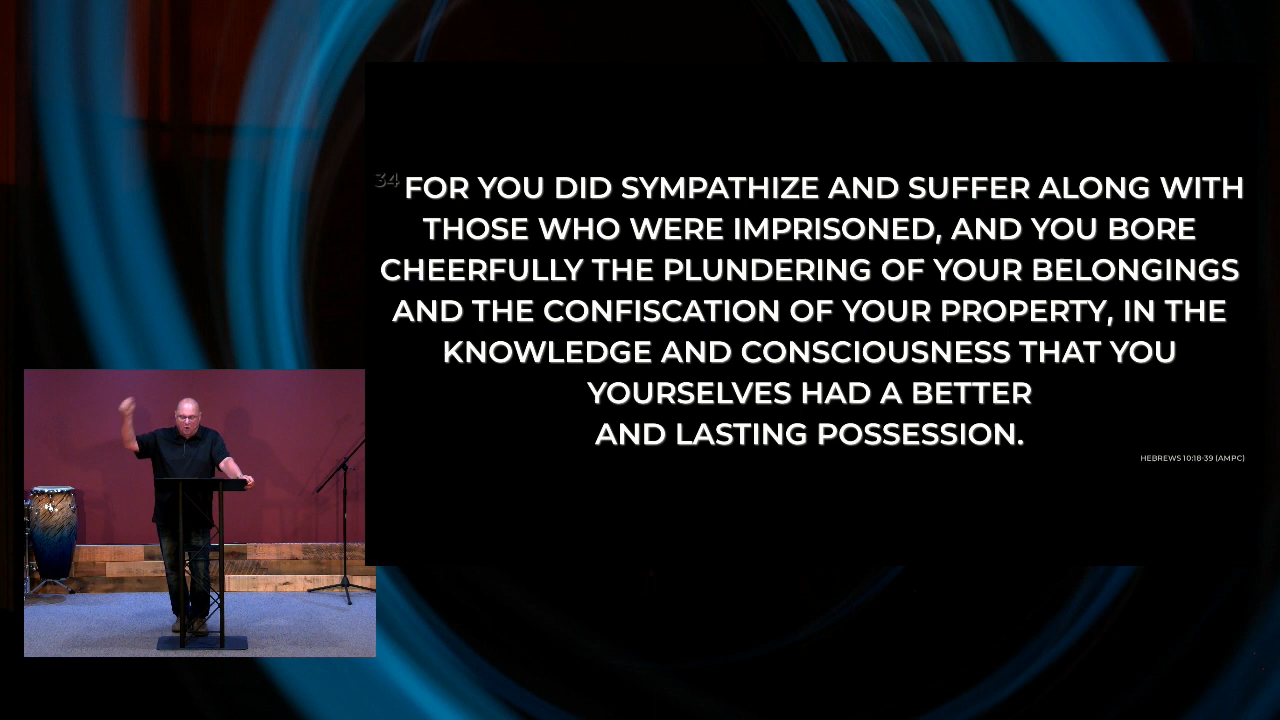 34 FOR YOU DID SYMPATHIZE AND SUFFER ALONG WITH
THOSE WHO WERE IMPRISONED, AND YOU BORE
CHEERFULLY THE PLUNDERING OF YOUR BELONGINGS
AND THE CONFISCATION OF YOUR PROPERTY, IN THE
KNOWLEDGE AND CONSCIOUSNESS THAT YOU
YOURSELVES HAD A BETTER
AND LASTING POSSESSION.
HEBREWS 10:18-39 (AMPC)